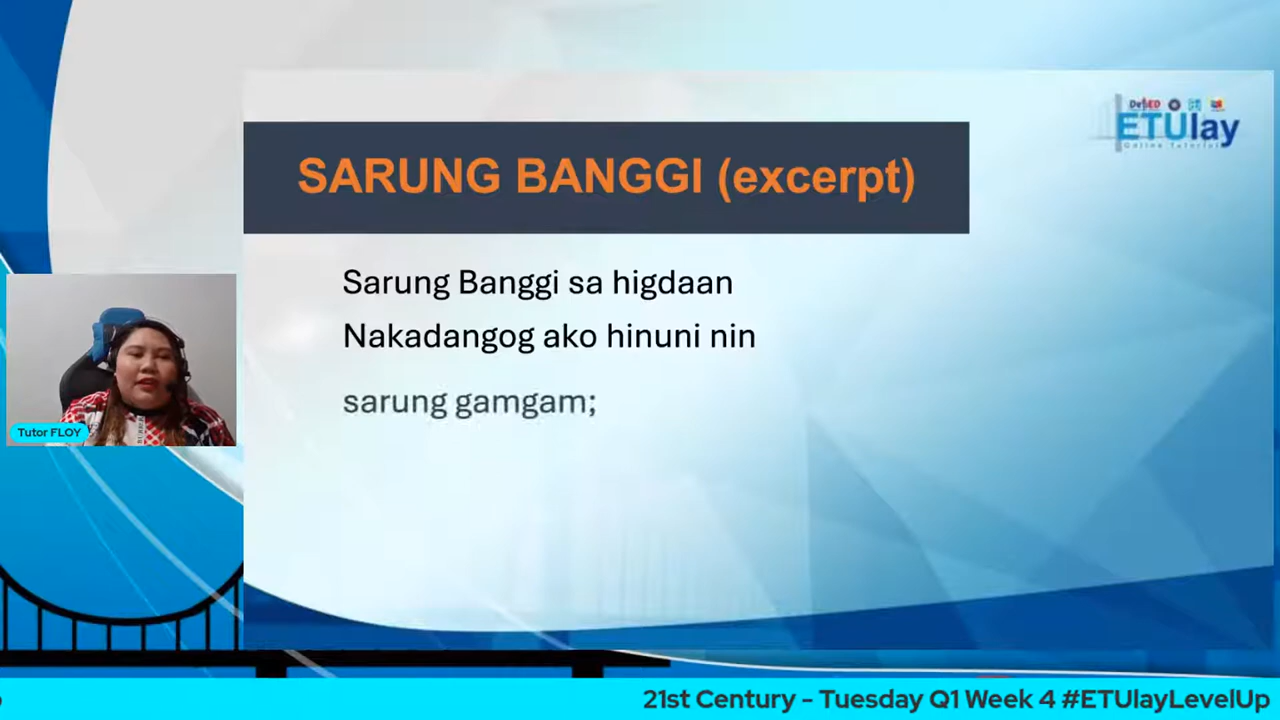 DepED
ETUlay
Online Tutorial
SARUNG BANGGI (excerpt)
Sarung Banggi sa higdaan
Nakadangog ako hinuni nin
sarung gamgam;
Tutor FLOY
21st Century - Tuesday Q1 Week 4 #ETUlayLevelUp